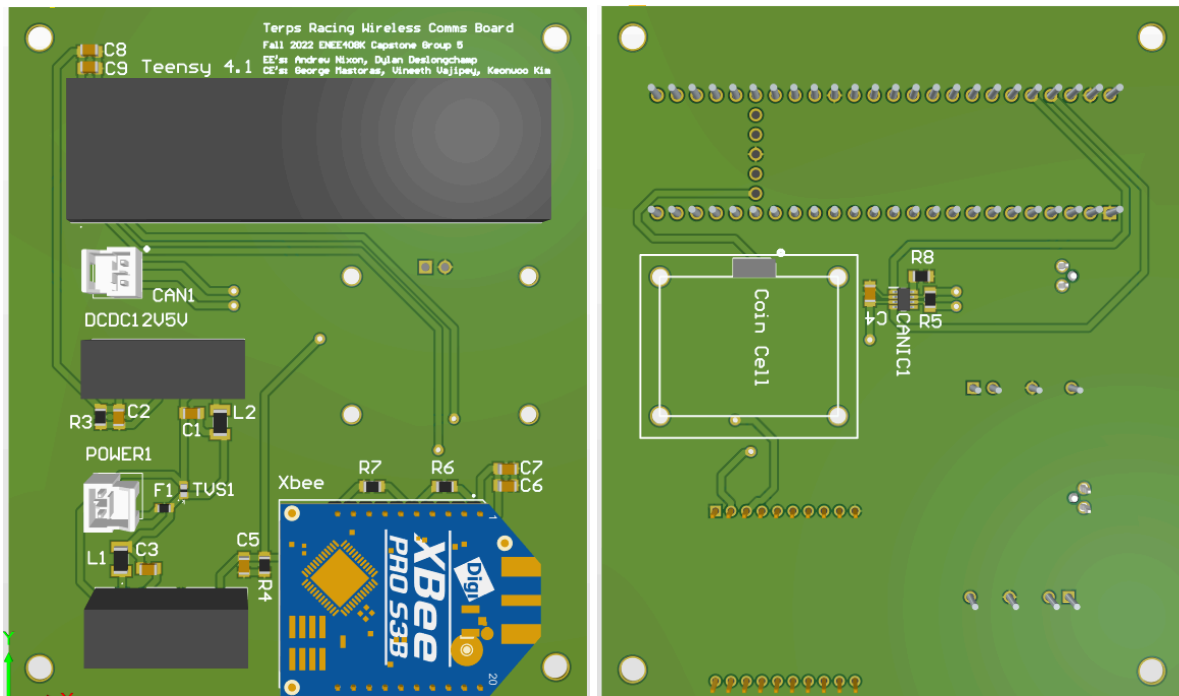 Terps Racing Wireless Comms Board
Fall 2022 ENEE408K Capstone Group 5
EE's: Andrew Nixon, Dylan Deslongchamp
CE's: George Mastoras, Vineeth Vajipey, Keonwoo Kim
C8
C9
Teensy 4.1
CAN1
DCDC12V5V
R3
C2
C1
L2
POWER1
F1
TVS1
L1
C3
C5
R4
Xbee
R7
R6
C7
C6
1
XBee
PRO S3B
Digi
20
Coin Cell
C4
R8
R5
CANIC1
Y
X